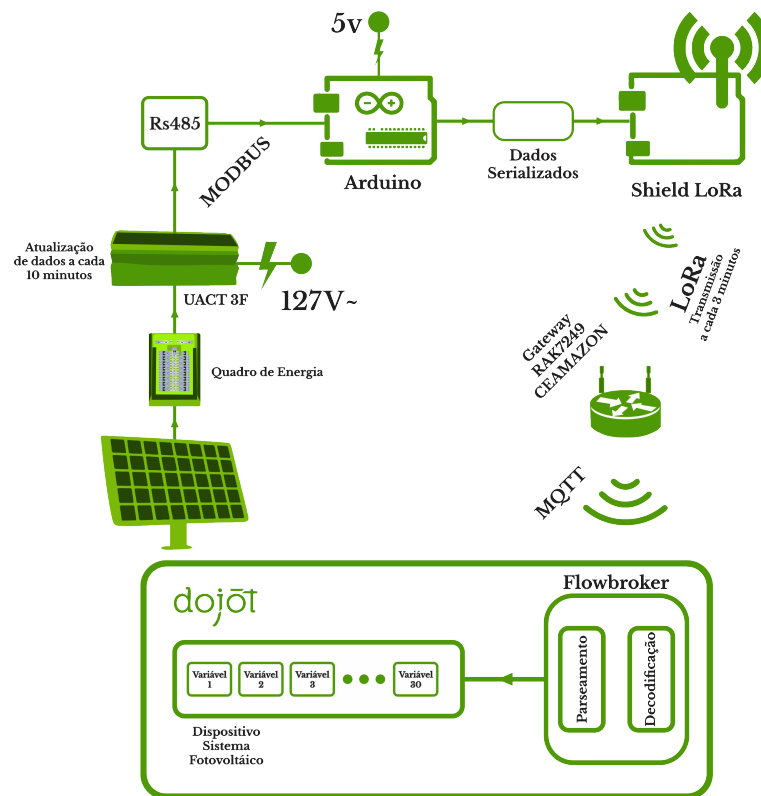 5v
Rs485
MODBUS
Arduino
Dados
Serializados
Shield LoRa
Atualização
de dados a cada
10 minutos
UACT 3F
127V~
LoRa
Transmissão
a cada 3 minutos
Gateway
RAK7249
CEAMAZON
Quadro de Energia
MQTT
dojōt
Flowbroker
Parseamento
Decodificação
Variável
1
Variável
2
Variável
3
Variável
30
Dispositivo
Sistema
Fotovoltáico